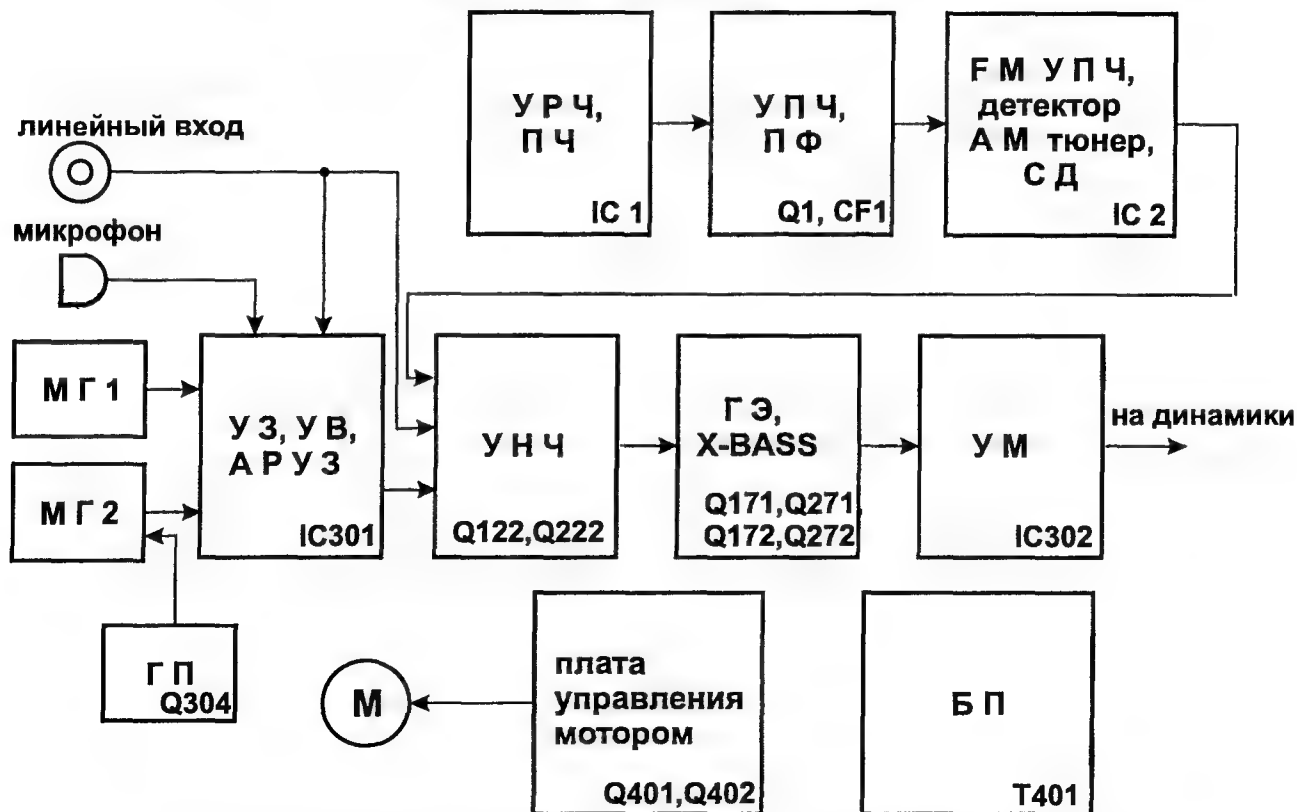 У Р Ч,
П Ч
IC 1
У П Ч,
П Ф
Q1, CF1
F M У П Ч,
детектор
А М тюнер,
С Д
IC 2
линейный вход
микрофон
М Г 1
М Г 2
У З, У В,
А Р У З
IC301
У Н Ч
Q122,Q222
Г Э,
X-BASS
Q171,Q271
Q172,Q272
У М
IC302
на динамики
Г П
Q304
М
плата
управления
мотором
Q401,Q402
Б П
T401